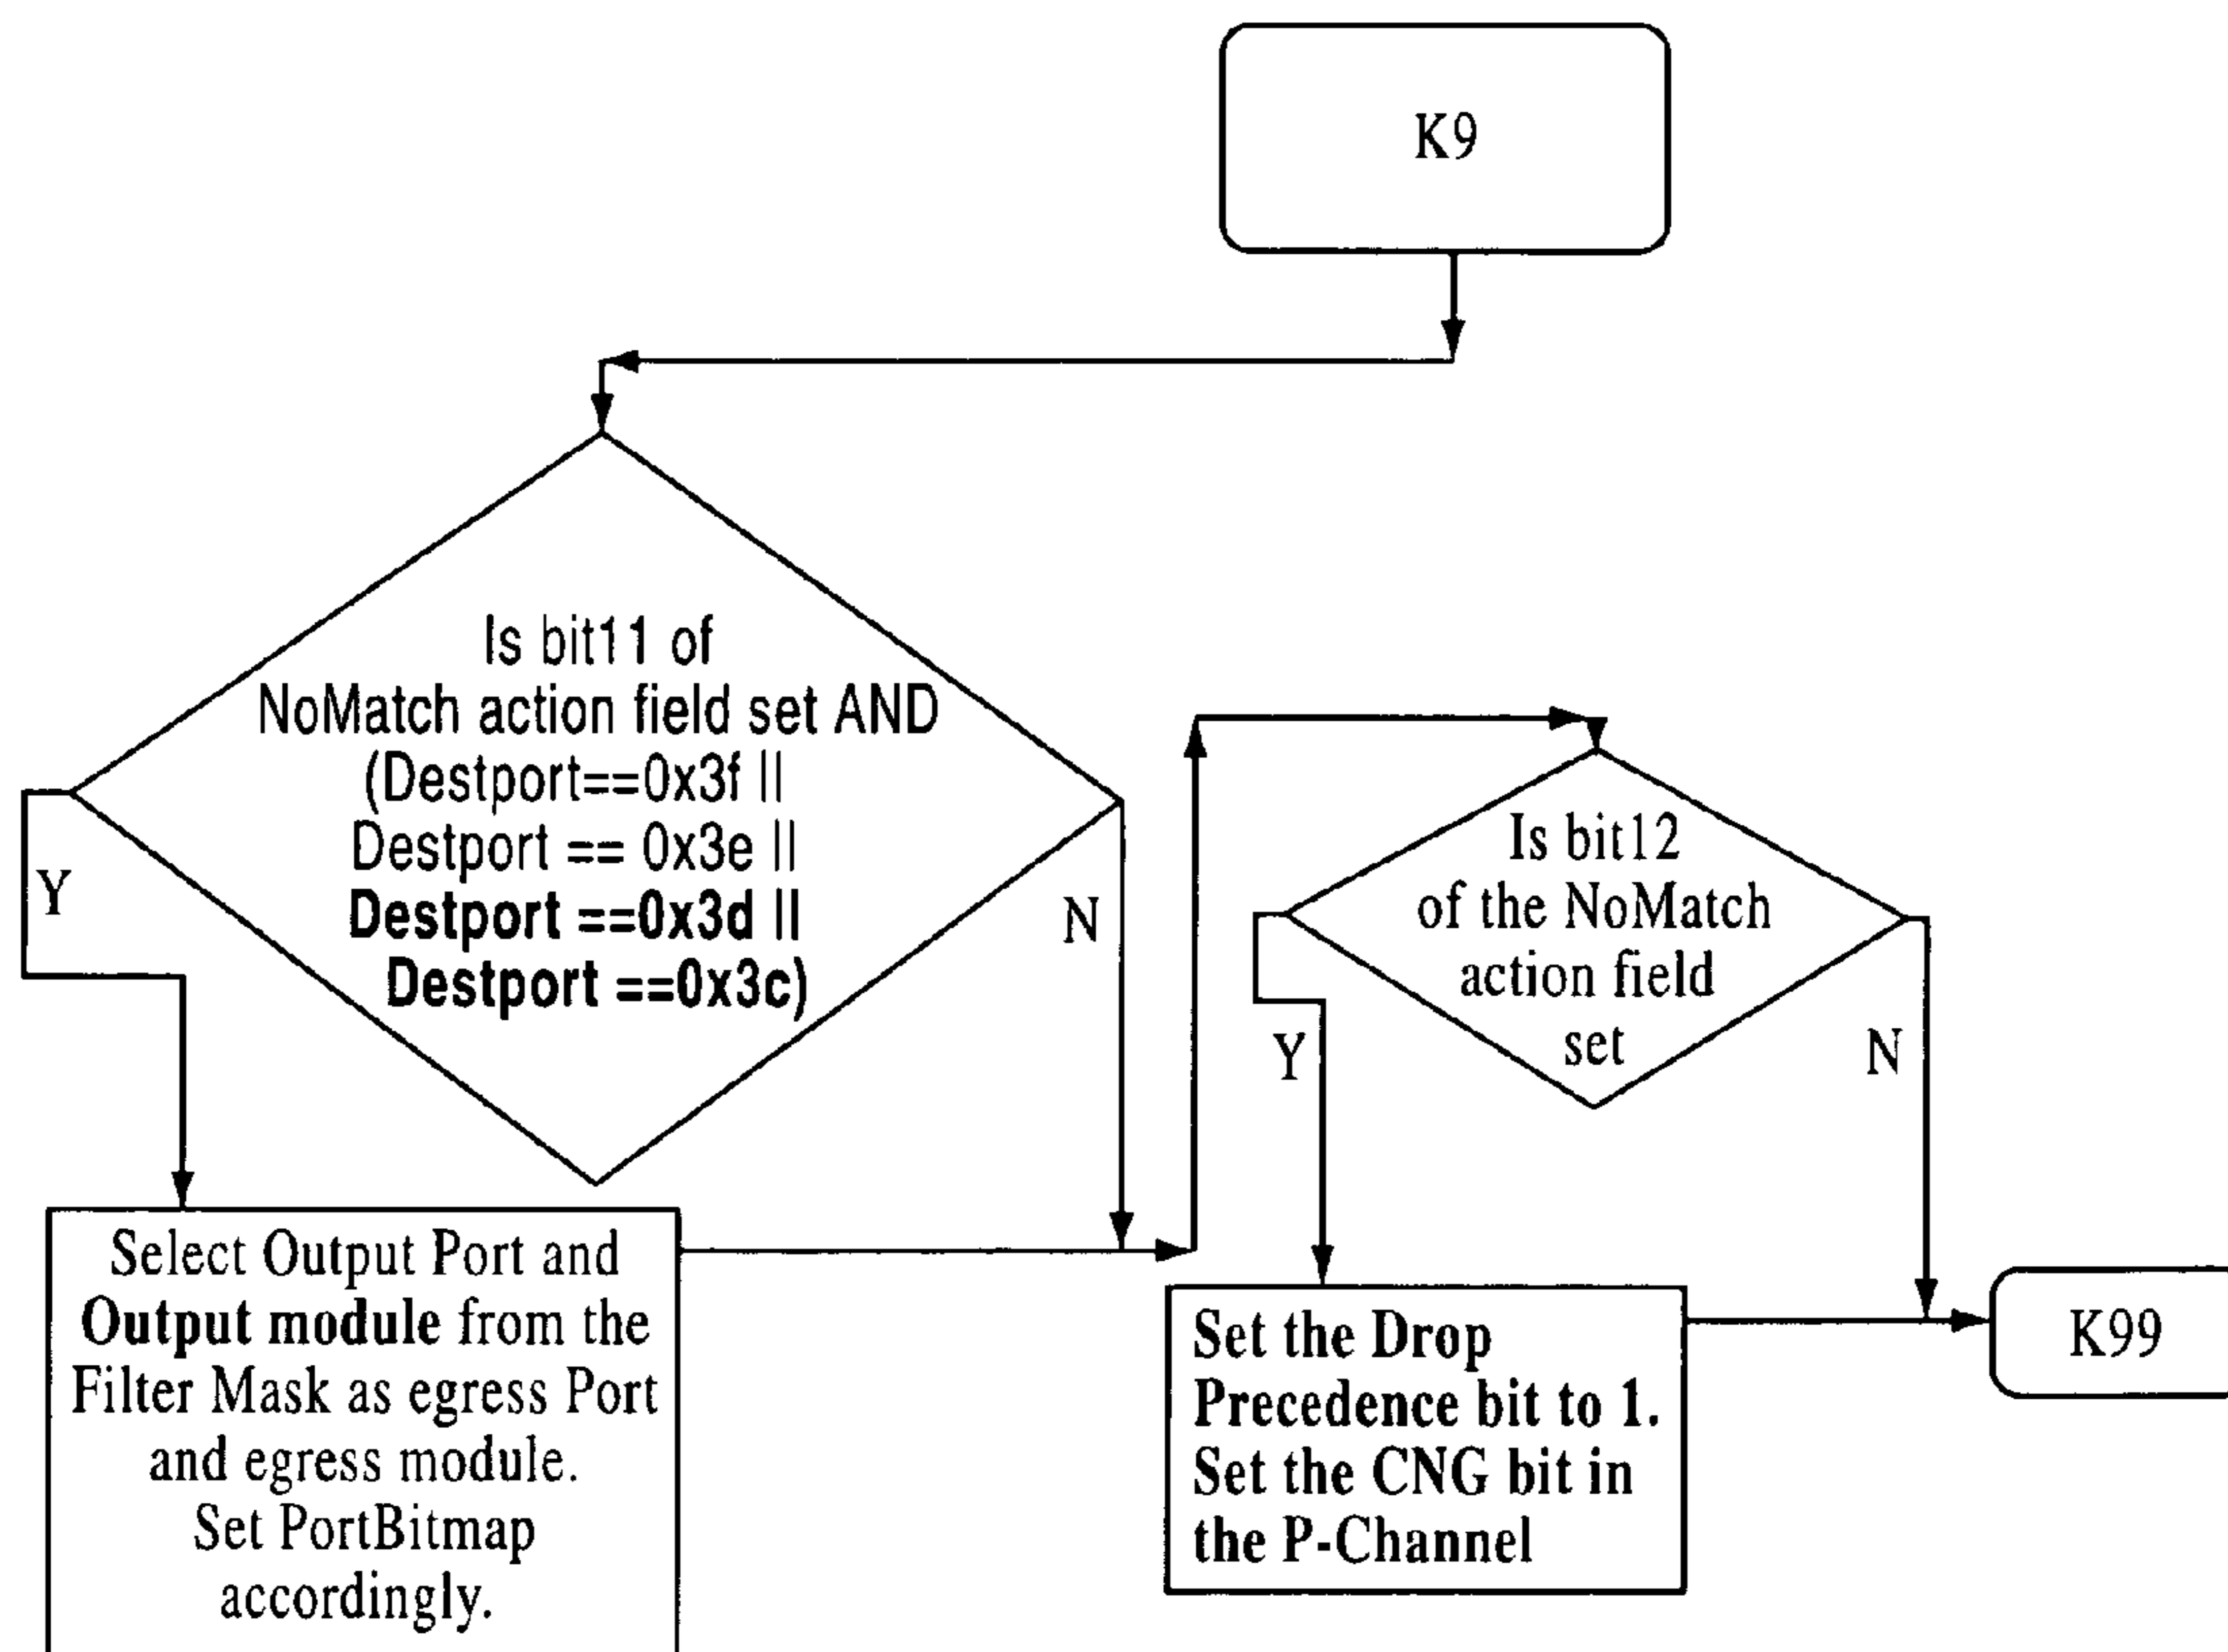 K9
Is bit11 of
NoMatch action field set AND
(Destport==0x3f ||
Destport == 0x3e ||
Destport ==0x3d ||
Destport ==0x3c)
Y
N
Select Output Port and
Output module from the
Filter Mask as egress Port
and egress module.
Set PortBitmap
accordingly.
Is bit12
of the NoMatch
action field
set
Y
N
Set the Drop
Precedence bit to 1.
Set the CNG bit in
the P-Channel
K99